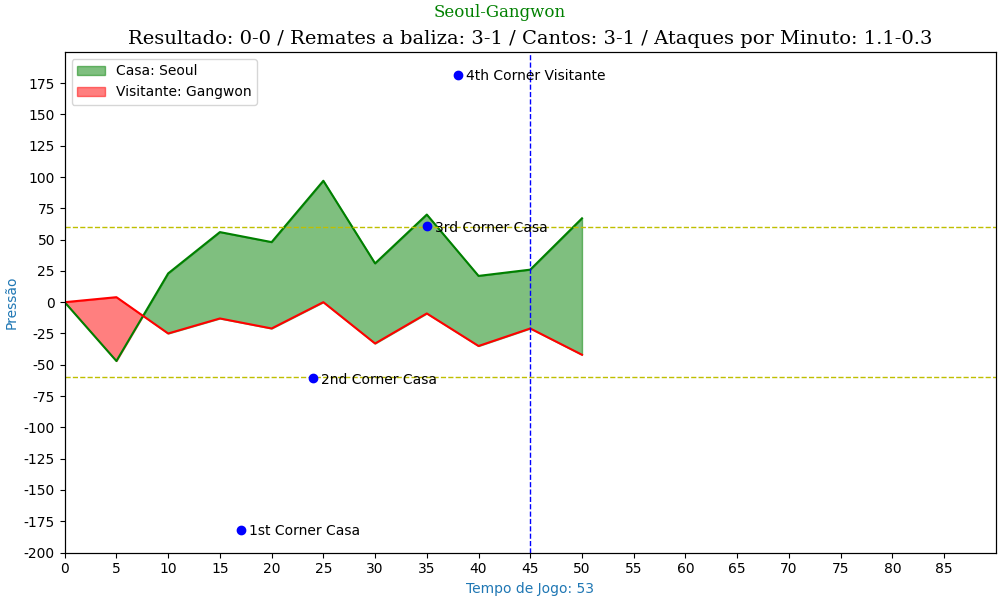 Seoul-Gangwon
Resultado: 0-0 / Remates a baliza: 3-1 / Cantos: 3-1 / Ataques por Minuto: 1.1-0.3
Casa: Seoul
Visitante: Gangwon
4th Corner Visitante
3rd Corner Casa
2nd Corner Casa
1st Corner Casa
Pressão
175
150
125
100
75
50
25
0
-25
-50
-75
-100
-125
-150
-175
-200
0 5 10 15 20 25 30 35 40 45 50 55 60 65 70 75 80 85
Tempo de Jogo: 53